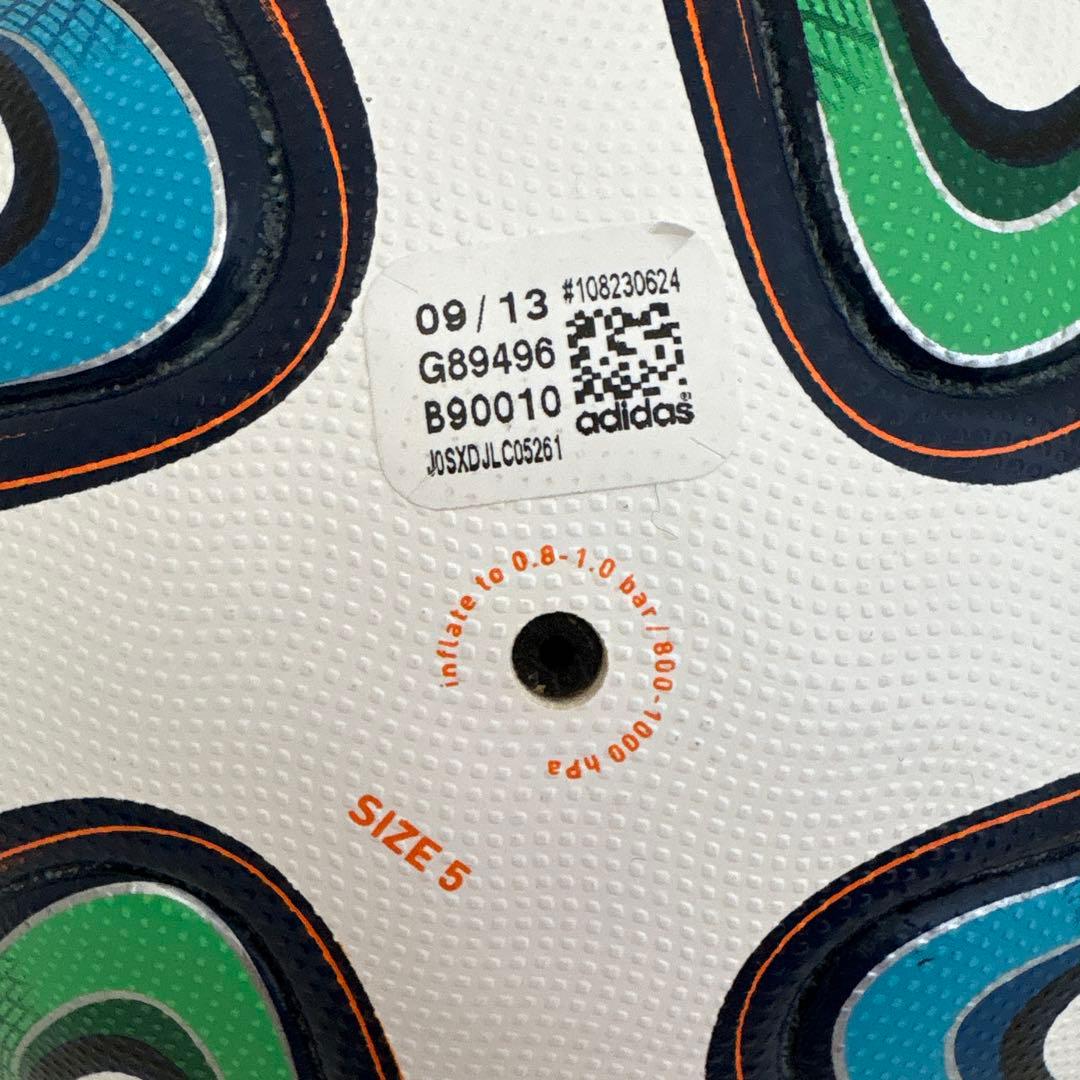 09/13 #108230624
G89496
B90010
adidas®
J0SXDJLC05261
inflate to 0.8-1.0 bar / 800-1000 hPa
SIZE 5